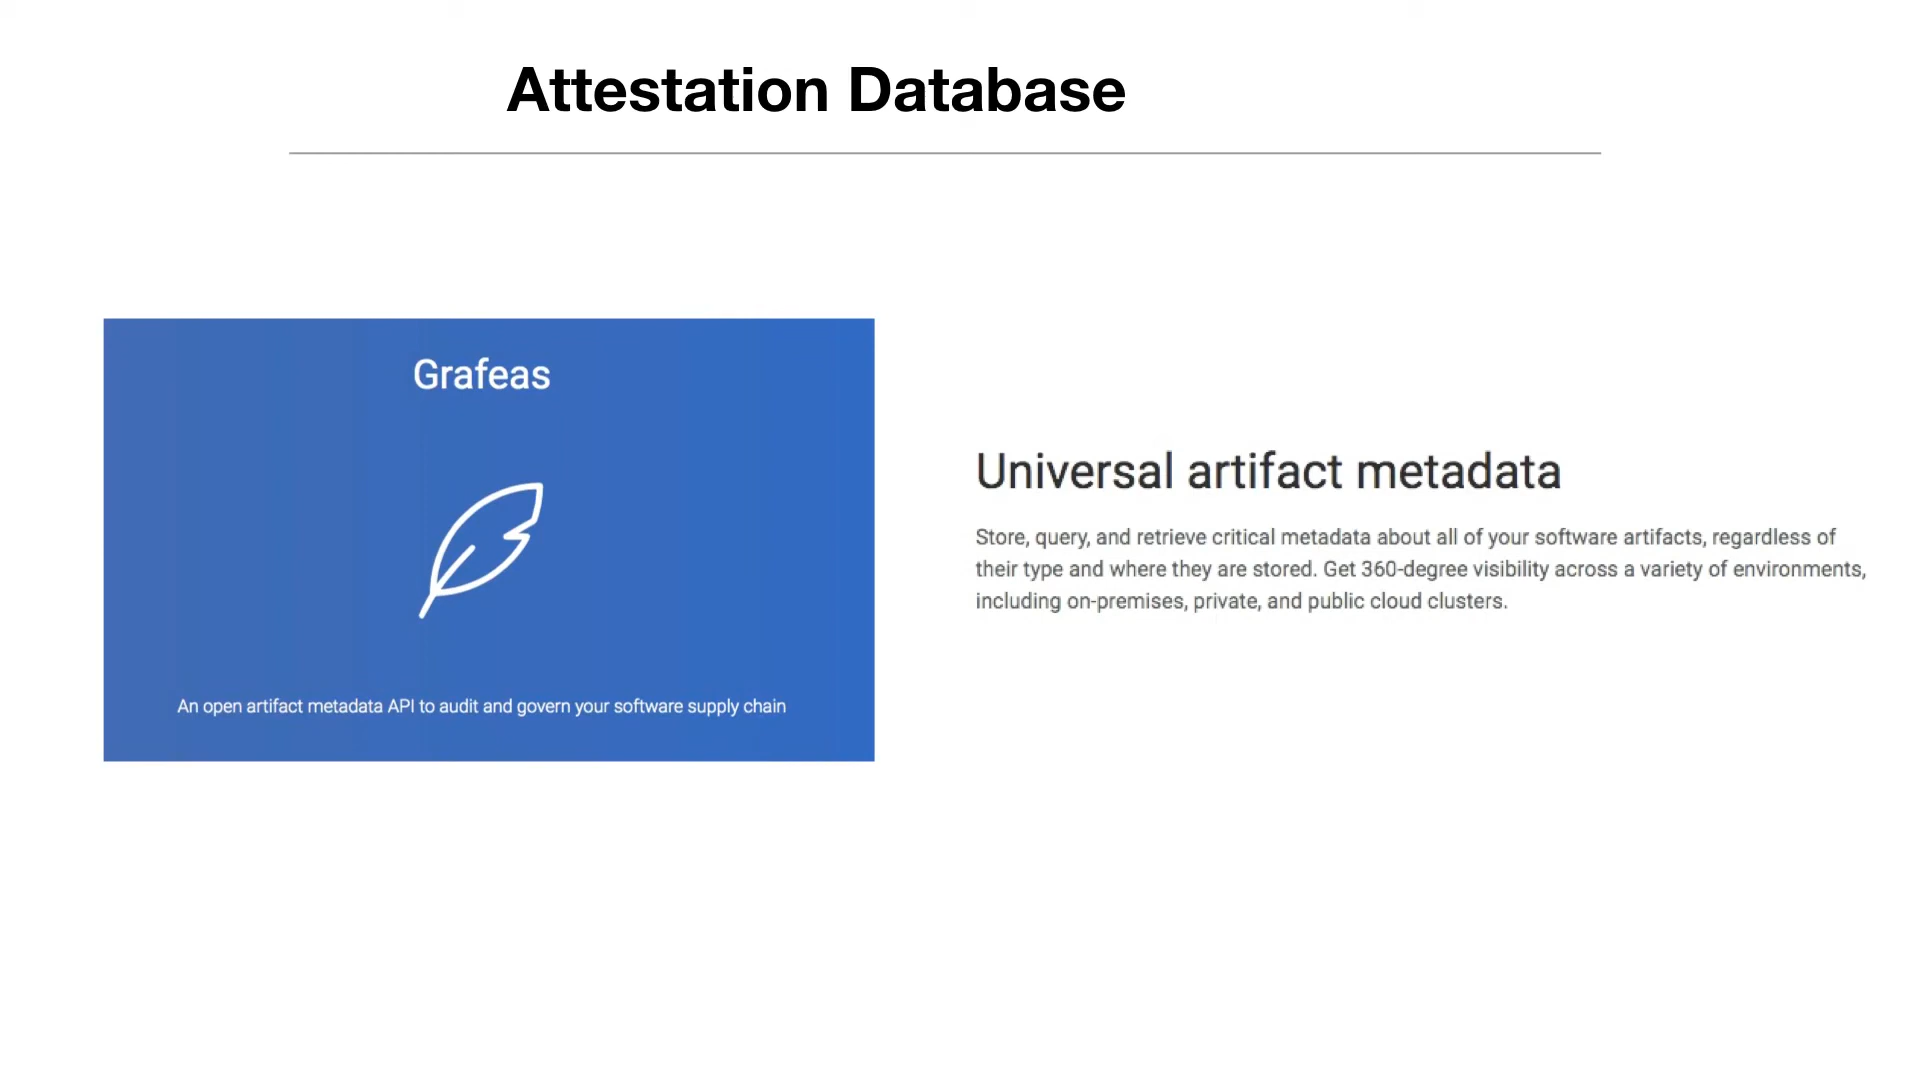 Attestation Database
Grafeas
An open artifact metadata API to audit and govern your software supply chain
Universal artifact metadata
Store, query, and retrieve critical metadata about all of your software artifacts, regardless of
their type and where they are stored. Get 360-degree visibility across a variety of environments,
including on-premises, private, and public cloud clusters.